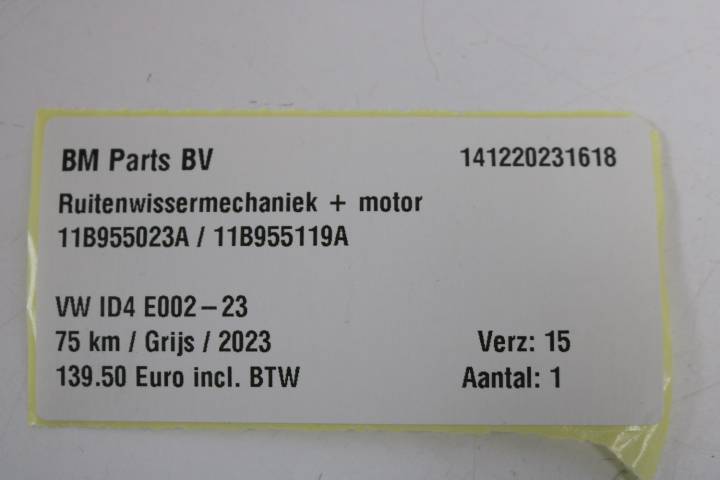 BM Parts BV 141220231618
Ruitenwissermechaniek + motor
11B955023A / 11B955119A
VW ID4 E002-23
75 km / Grijs / 2023 Verz: 15
139.50 Euro incl. BTW Aantal: 1